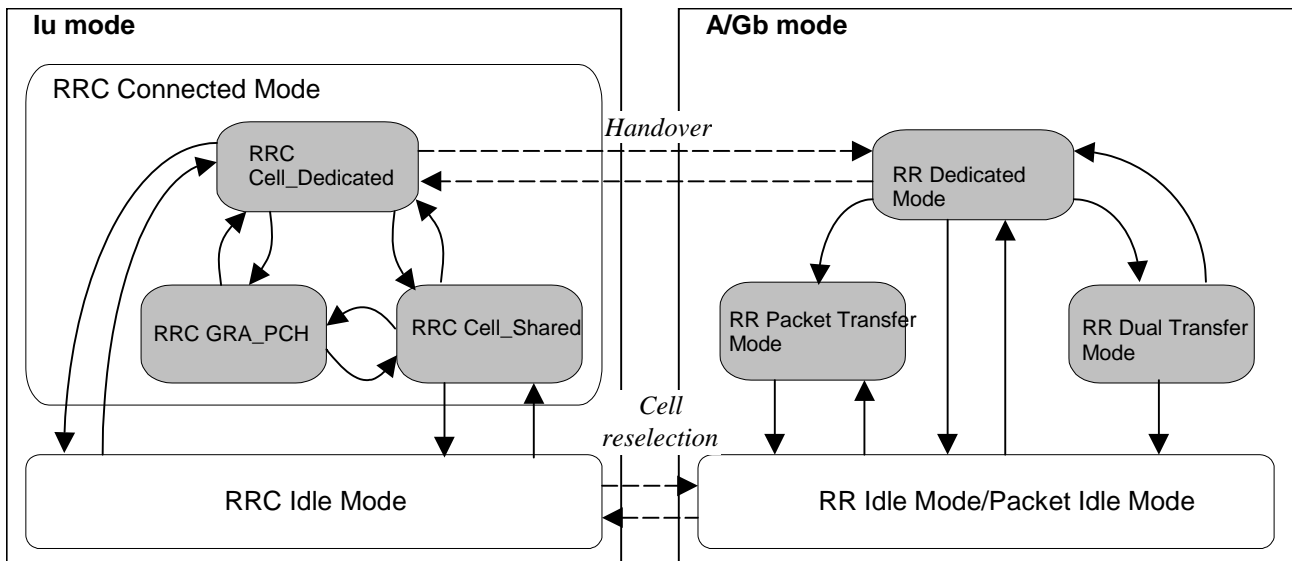 Iu mode
A/Gb mode
RRC Connected Mode
Handover
RRC
Cell_Dedicated
RR Dedicated
Mode
RRC GRA_PCH
RRC Cell_Shared
RR Packet Transfer
Mode
RR Dual Transfer
Mode
Cell
reselection
RRC Idle Mode
RR Idle Mode/Packet Idle Mode